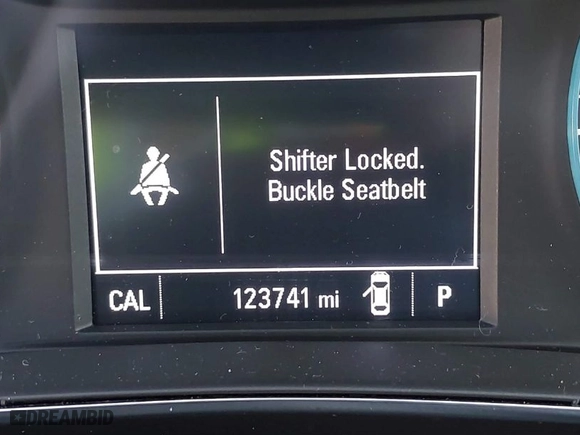 Shifter Locked.
Buckle Seatbelt
CAL 123741 mi P
DREAMBID